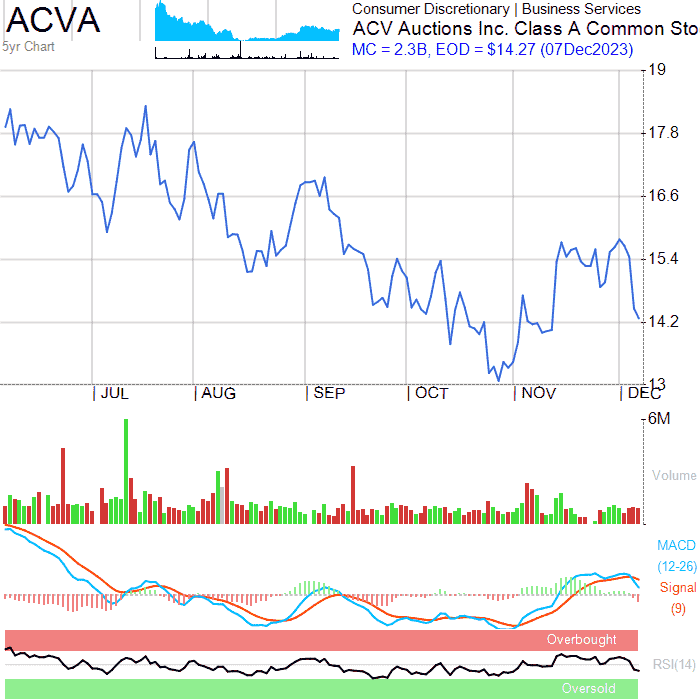 ACVA
5yr Chart
Consumer Discretionary | Business Services
ACV Auctions Inc. Class A Common Sto
MC = 2.3B, EOD = $14.27 (07Dec2023)
19
17.8
16.6
15.4
14.2
13
JUL AUG SEP OCT NOV DEC
6M
Volume
MACD
(12-26)
Signal
(9)
Overbought
RSI(14)
Oversold